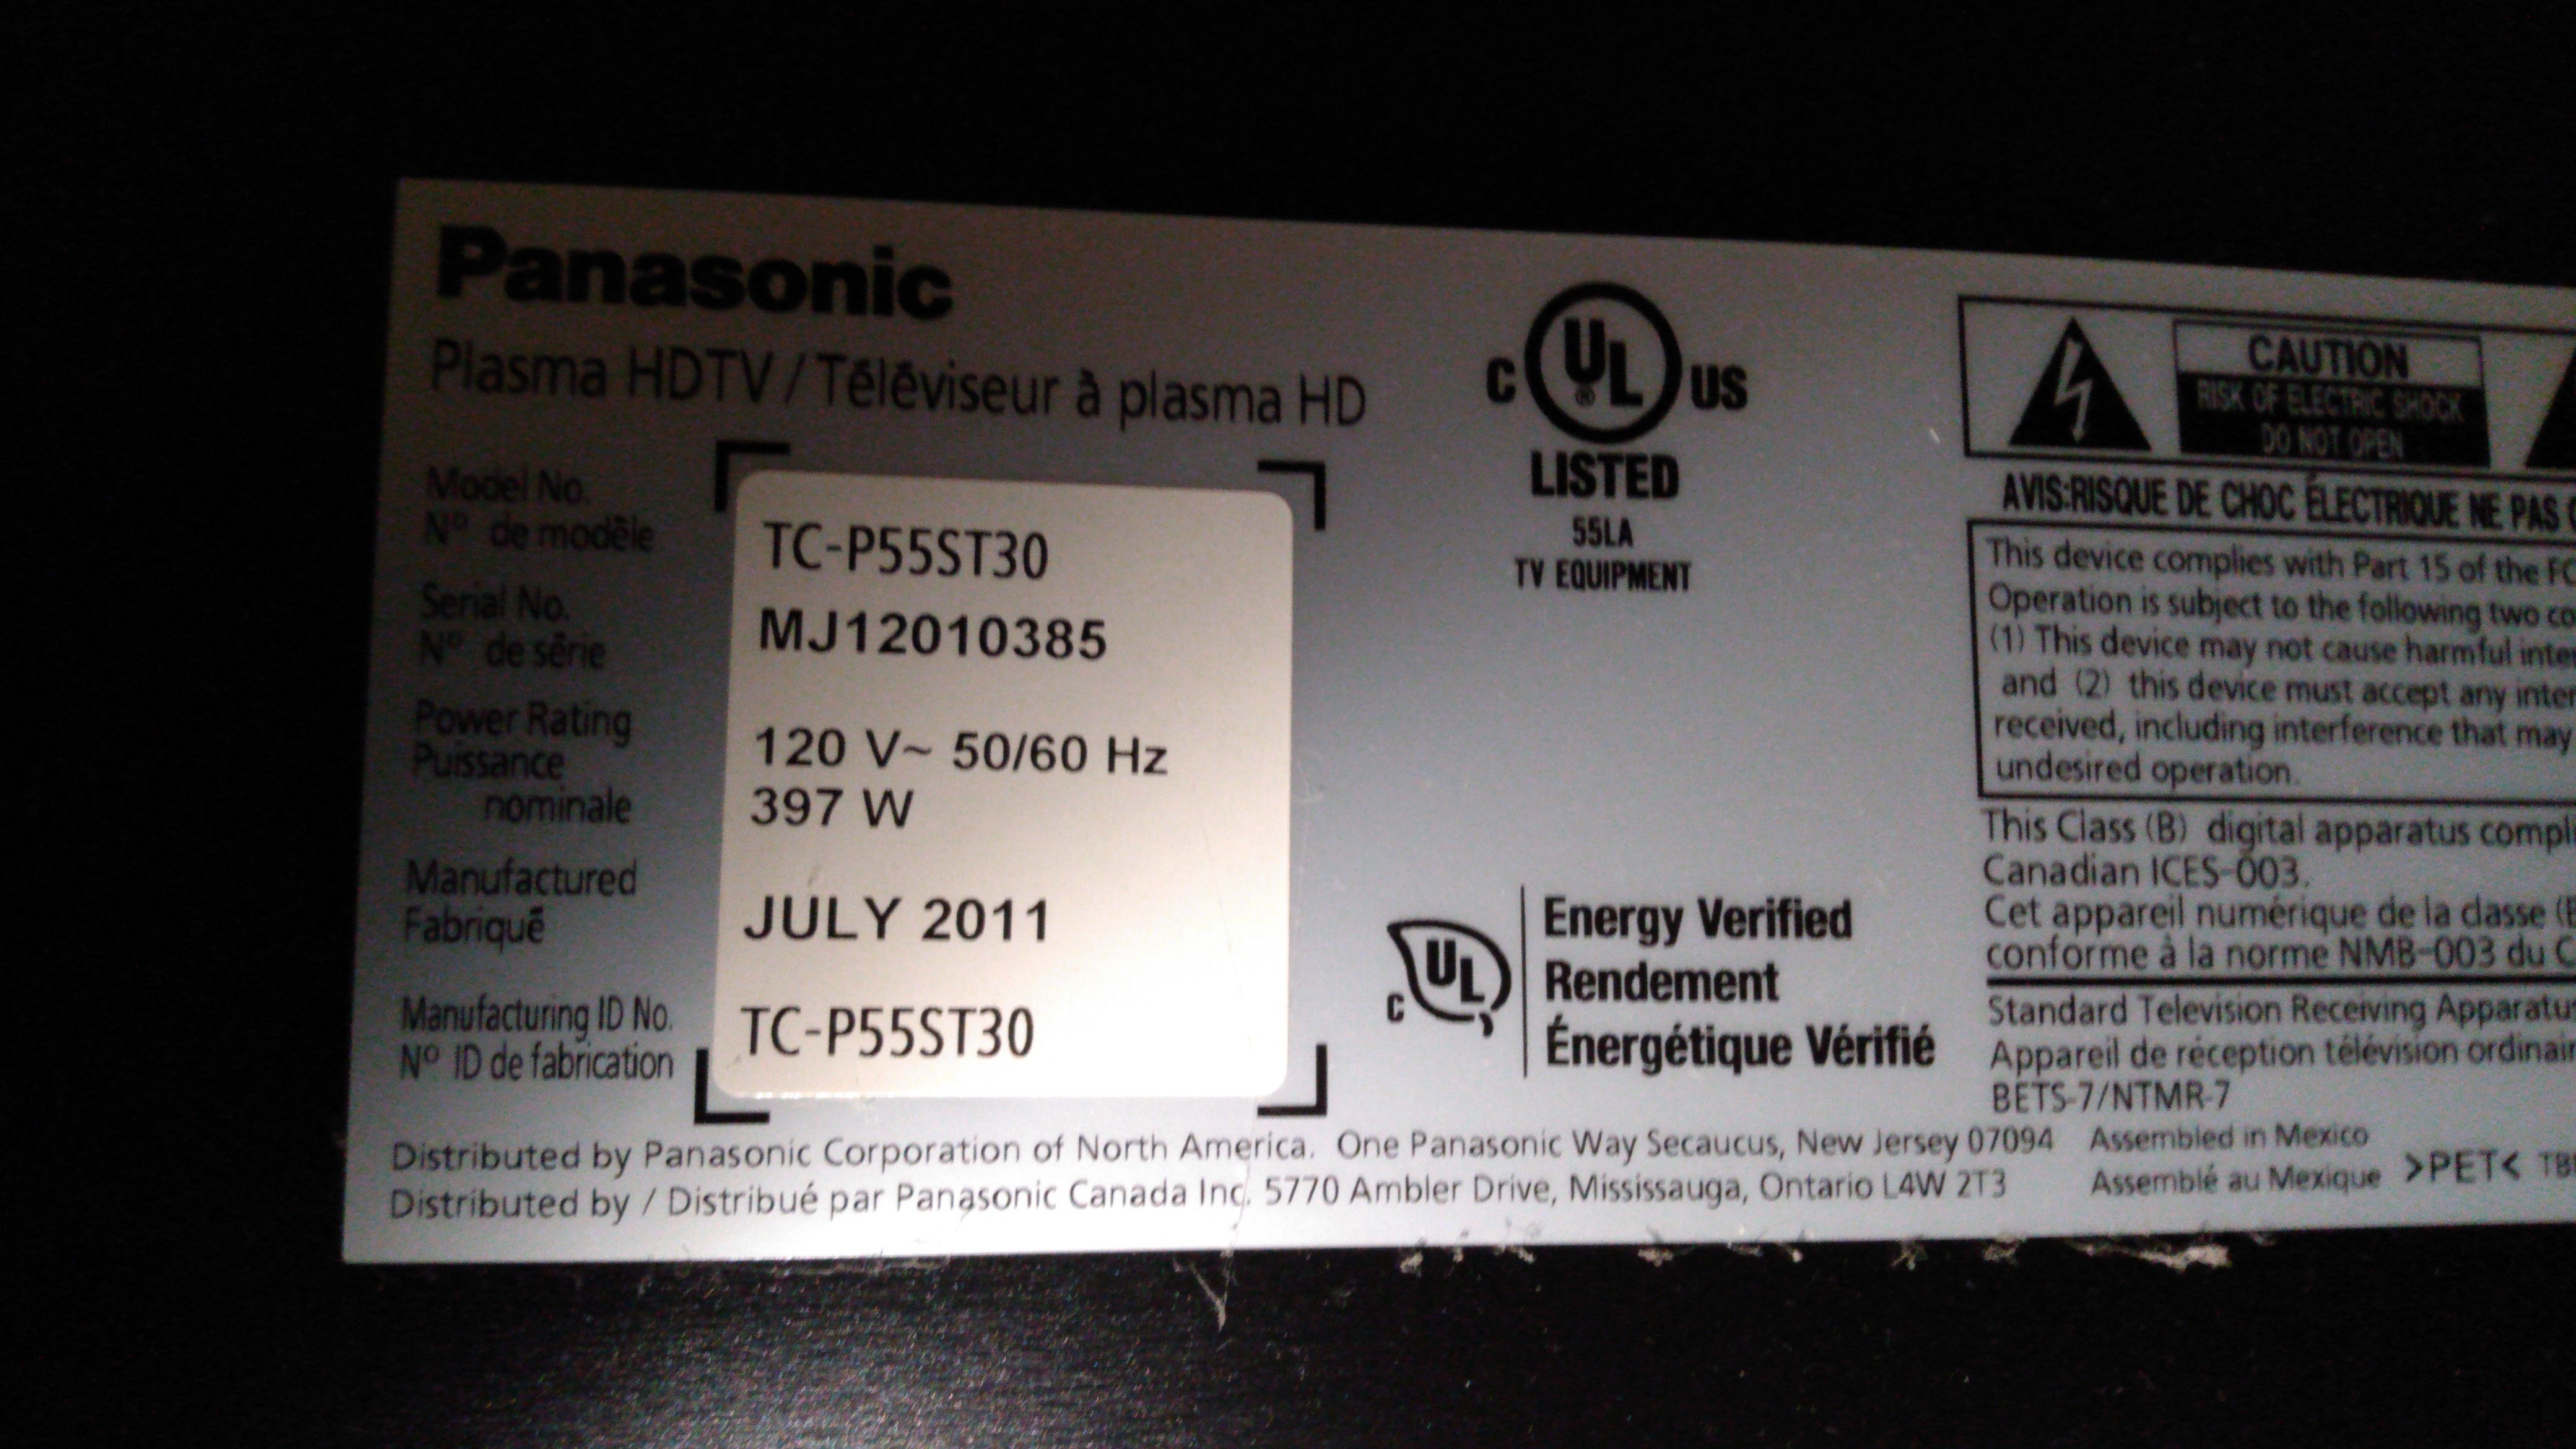 Panasonic
Plasma HDTV / Téléviseur à plasma HD
Model No.
Nº de modèle
TC-P55ST30
Serial No.
Nº de série
MJ12010385
Power Rating
Puissance
nominale
120 V~ 50/60 Hz
397 W
Manufactured
Fabriqué
JULY 2011
Manufacturing ID No.
Nº ID de fabrication
TC-P55ST30
C UL ® US
LISTED
55LA
TV EQUIPMENT
C UL
Energy Verified
Rendement
Énergétique Vérifié
CAUTION
RISK OF ELECTRIC SHOCK
DO NOT OPEN
AVIS:RISQUE DE CHOC ÉLECTRIQUE NE PAS
This device complies with Part 15 of the
Operation is subject to the following two
(1) This device may not cause harmful
and (2) this device must accept any
received, including interference that may
undesired operation.
This Class (B) digital apparatus
Canadian ICES-003.
Cet appareil numérique de la classe
conforme à la norme NMB-003 du
Standard Television Receiving
Appareil de réception télévision
BETS-7/NTMR-7
Distributed by Panasonic Corporation of North America. One Panasonic Way Secaucus, New Jersey 07094
Distributed by / Distribué par Panasonic Canada Inc. 5770 Ambler Drive, Mississauga, Ontario L4W 2T3
Assembled in Mexico
Assemblé au Mexique
>PET<